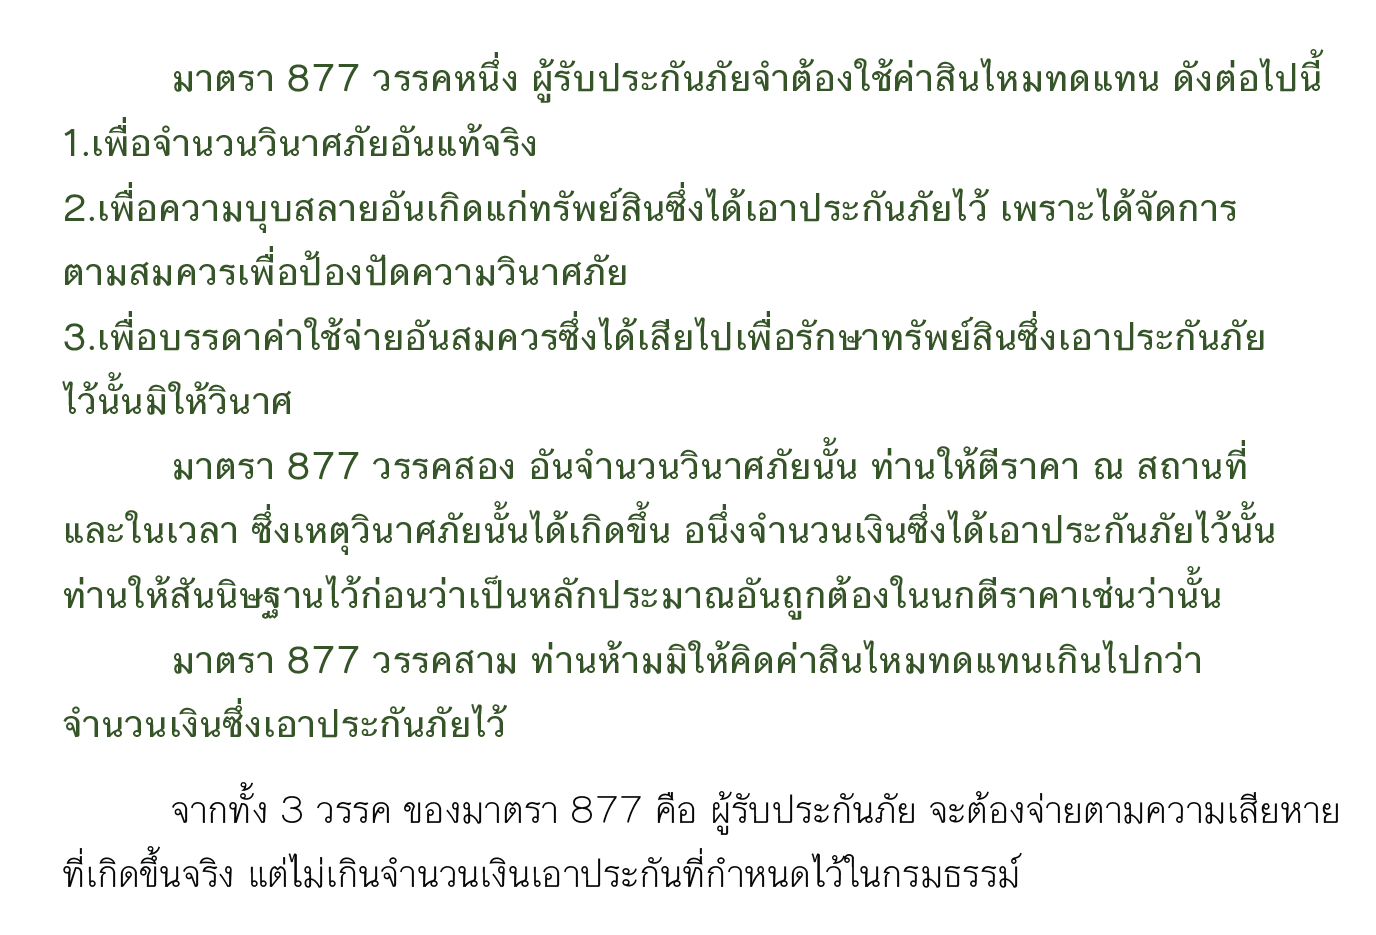 มาตรา 877 วรรคหนึ่ง ผู้รับประกันภัยจำต้องใช้ค่าสินไหมทดแทน ดังต่อไปนี้
1.เพื่อจำนวนวินาศภัยอันแท้จริง
2.เพื่อความบุบสลายอันเกิดแก่ทรัพย์สินซึ่งได้เอาประกันภัยไว้ เพราะได้จัดการ
ตามสมควรเพื่อป้องปัดความวินาศภัย
3.เพื่อบรรดาค่าใช้จ่ายอันสมควรซึ่งได้เสียไปเพื่อรักษาทรัพย์สินซึ่งเอาประกันภัย
ไว้นั้นมิให้วินาศ
มาตรา 877 วรรคสอง อันจำนวนวินาศภัยนั้น ท่านให้ตีราคา ณ สถานที่
และในเวลา ซึ่งเหตุวินาศภัยนั้นได้เกิดขึ้น อนึ่งจำนวนเงินซึ่งได้เอาประกันภัยไว้นั้น
ท่านให้สันนิษฐานไว้ก่อนว่าเป็นหลักประมาณอันถูกต้องในนกตีราคาเช่นว่านั้น
มาตรา 877 วรรคสาม ท่านห้ามมิให้คิดค่าสินไหมทดแทนเกินไปกว่า
จำนวนเงินซึ่งเอาประกันภัยไว้
จากทั้ง 3 วรรค ของมาตรา 877 คือ ผู้รับประกันภัย จะต้องจ่ายตามความเสียหาย
ที่เกิดขึ้นจริง แต่ไม่เกินจำนวนเงินเอาประกันที่กำหนดไว้ในกรมธรรม์